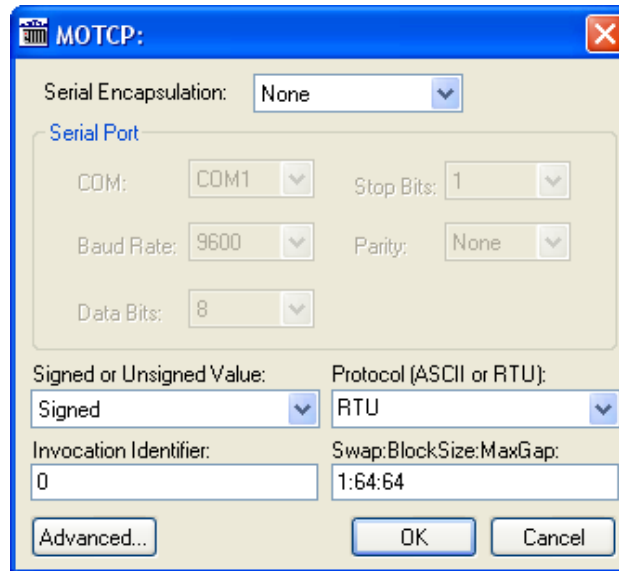 MOTCP:
Serial Encapsulation: None
Serial Port
COM: COM1 Stop Bits: 1
Baud Rate: 9600 Parity: None
Data Bits: 8
Signed or Unsigned Value: Protocol (ASCII or RTU):
Signed RTU
Invocation Identifier: Swap:BlockSize:MaxGap:
0 1:64:64
Advanced... OK Cancel